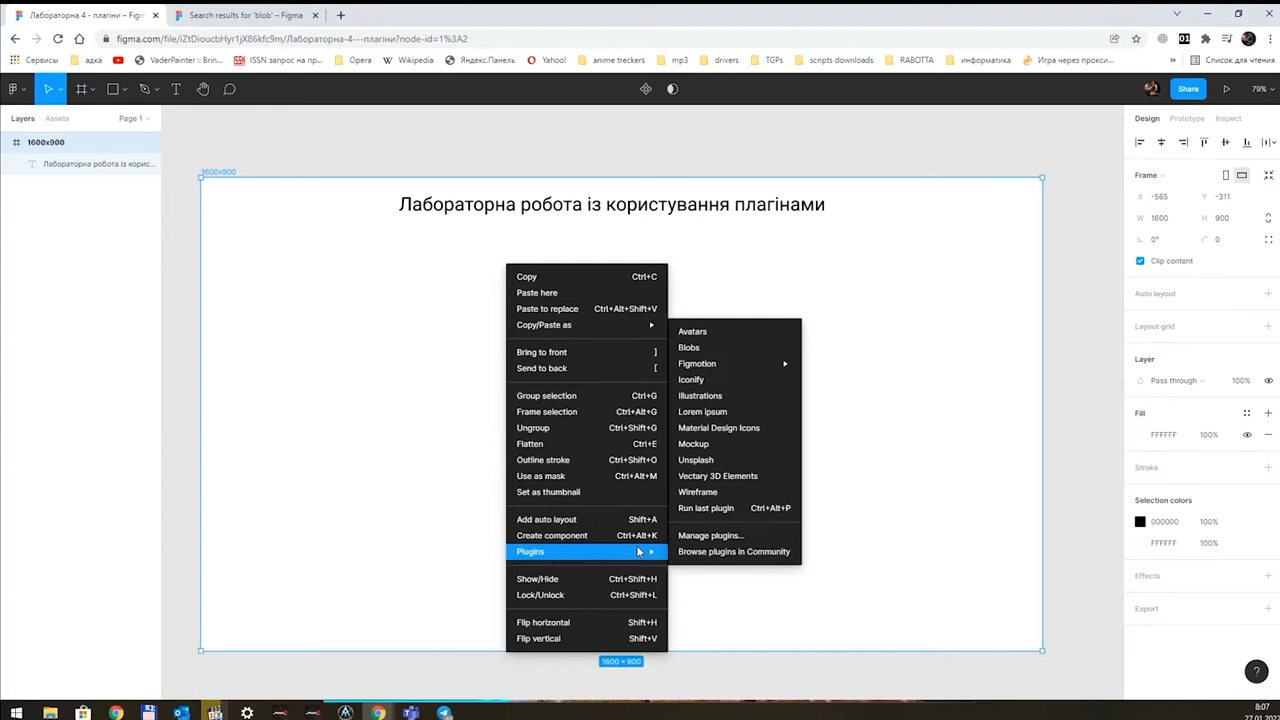 Лабораторна 4 - плагіни – Figm
Search results for 'blob' – Figma
figma.com/file/iZtDioucbHyr1jX86kfc9m/Лабораторна-4---плагіни?node-id=1%3A2
Сервисы
адка
VaderPainter :: Brin...
ISSN запрос на пр...
Opera
Wikipedia
Яндекс.Панель
Yahoo!
anime treckers
mp3
drivers
TGPs
scripts downloads
RABOTTA
информатика
Игра через прокси...
»
Список для чтения
Share
79%
Layers
Assets
Page 1
1600x900
Лабораторна робота із корис...
1600x900
Лабораторна робота із користування плагінами
Copy Ctrl+C
Paste here
Paste to replace Ctrl+Alt+Shift+V
Copy/Paste as
Bring to front ]
Send to back [
Group selection Ctrl+G
Frame selection Ctrl+Alt+G
Ungroup Ctrl+Shift+G
Flatten Ctrl+E
Outline stroke Ctrl+Shift+O
Use as mask Ctrl+Alt+M
Set as thumbnail
Add auto layout Shift+A
Create component Ctrl+Alt+K
Plugins
Show/Hide Ctrl+Shift+H
Lock/Unlock Ctrl+Shift+L
Flip horizontal Shift+H
Flip vertical Shift+V
Avatars
Blobs
Figmotion
Iconify
Illustrations
Lorem ipsum
Material Design Icons
Mockup
Unsplash
Vectary 3D Elements
Wireframe
Run last plugin Ctrl+Alt+P
Manage plugins...
Browse plugins in Community
1600 × 900
Design
Prototype
Inspect
Frame
X -565 Y -311
W 1600 H 900
0° 0
Clip content
Auto layout
Layout grid
Layer
Pass through 100%
Fill
FFFFFF 100%
Stroke
Selection colors
000000 100%
FFFFFF 100%
Effects
Export
?
8:07